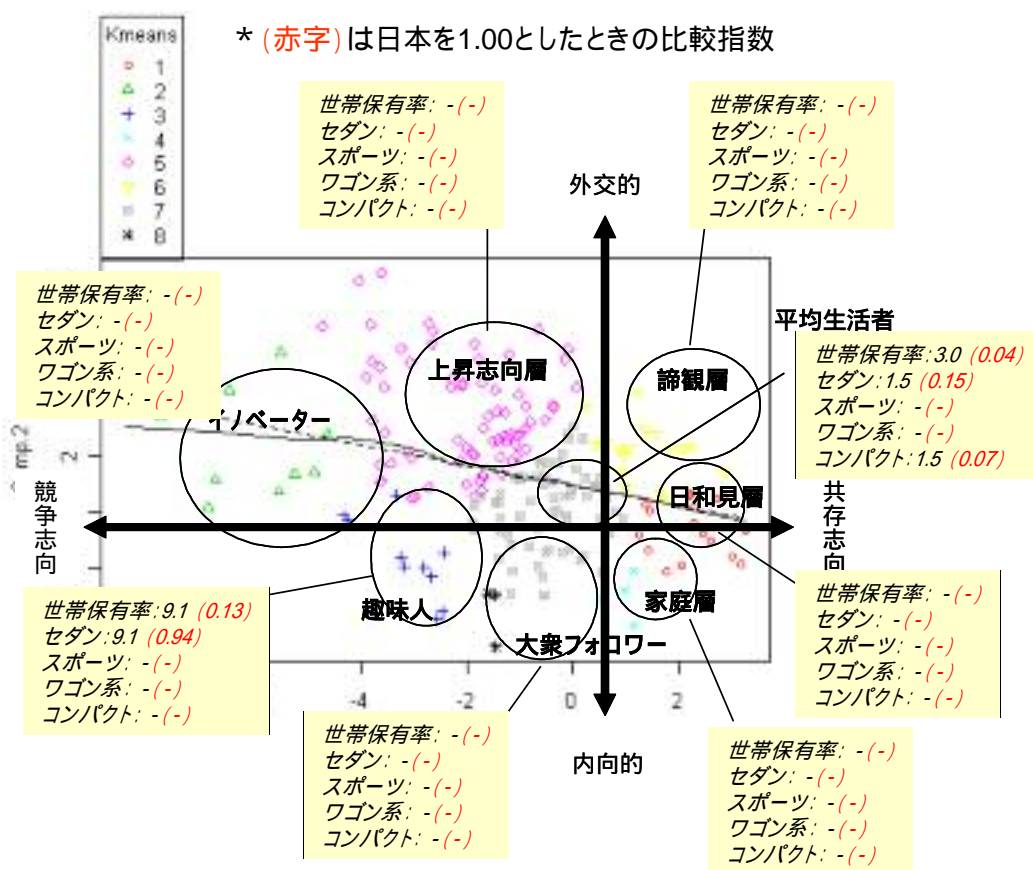 Kmeans
1
2
3
4
5
6
7
8
* (赤字)は日本を1.00としたときの比較指数
世帯保有率: -(-)
セダン: -(-)
スポーツ: -(-)
ワゴン系: -(-)
コンパクト: -(-)
世帯保有率: -(-)
セダン: -(-)
スポーツ: -(-)
ワゴン系: -(-)
コンパクト: -(-)
外交的
世帯保有率: -(-)
セダン: -(-)
スポーツ: -(-)
ワゴン系: -(-)
コンパクト: -(-)
平均生活者
世帯保有率:3.0 (0.04)
セダン:1.5 (0.15)
スポーツ: -(-)
ワゴン系: -(-)
コンパクト:1.5 (0.07)
上昇志向層
諦観層
イノベーター
mp.2
2
競争志向
日和見層
共存志向
世帯保有率:9.1 (0.13)
セダン:9.1 (0.94)
スポーツ: -(-)
ワゴン系: -(-)
コンパクト: -(-)
趣味人
大衆フォロワー
家庭層
世帯保有率: -(-)
セダン: -(-)
スポーツ: -(-)
ワゴン系: -(-)
コンパクト: -(-)
-4
-2
0
2
世帯保有率: -(-)
セダン: -(-)
スポーツ: -(-)
ワゴン系: -(-)
コンパクト: -(-)
内向的
世帯保有率: -(-)
セダン: -(-)
スポーツ: -(-)
ワゴン系: -(-)
コンパクト: -(-)